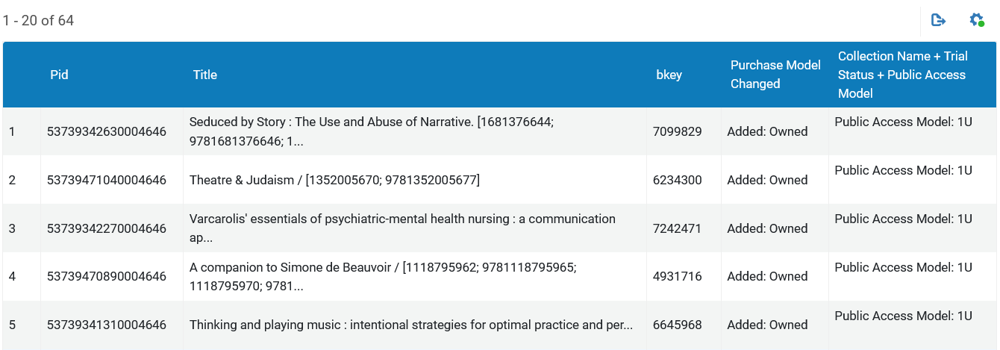 1 - 20 of 64
Pid
Title
bkey
Purchase Model
Changed
Collection Name + Trial
Status + Public Access
Model
1
53739342630004646
Seduced by Story : The Use and Abuse of Narrative. [1681376644;
9781681376646; 1...
7099829
Added: Owned
Public Access Model: 1U
2
53739471040004646
Theatre & Judaism / [1352005670; 9781352005677]
6234300
Added: Owned
Public Access Model: 1U
3
53739342270004646
Varcarolis' essentials of psychiatric-mental health nursing : a communication
ap...
7242471
Added: Owned
Public Access Model: 1U
4
53739470890004646
A companion to Simone de Beauvoir / [1118795962; 9781118795965;
1118795970; 9781...
4931716
Added: Owned
Public Access Model: 1U
5
53739341310004646
Thinking and playing music : intentional strategies for optimal practice and per...
6645968
Added: Owned
Public Access Model: 1U